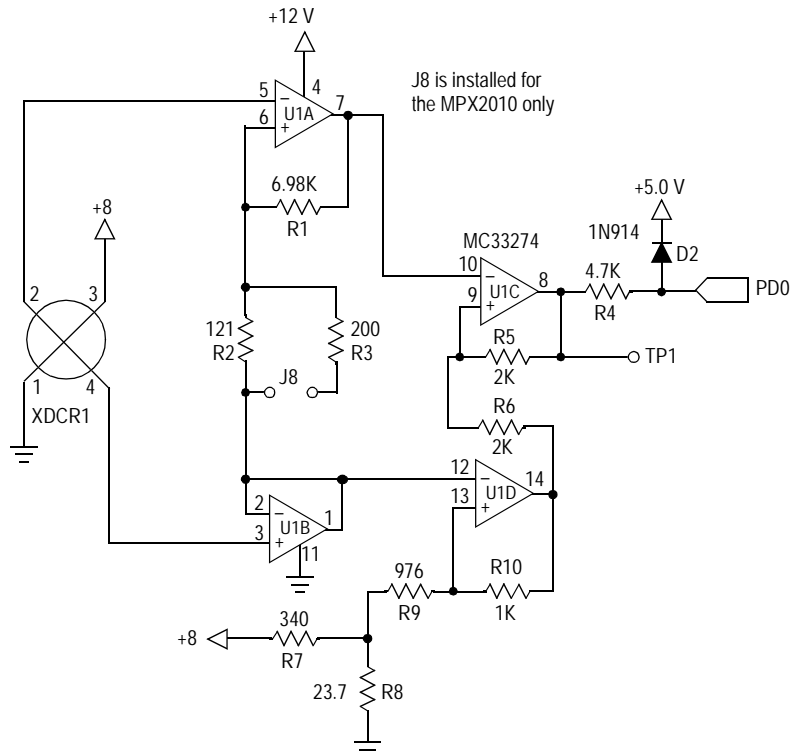 +12 V
J8 is installed for
the MPX2010 only
5
4
7
U1A
6
−
+
6.98K
R1
+8
+5.0 V
1N914
D2
MC33274
10
8
U1C
9
−
+
4.7K
R4
PD0
2
3
121
R2
200
R3
R5
2K
TP1
J8
1
4
XDCR1
R6
2K
12
14
U1D
13
−
+
2
1
U1B
3
−
+
11
976
R9
R10
1K
+8
340
R7
23.7
R8